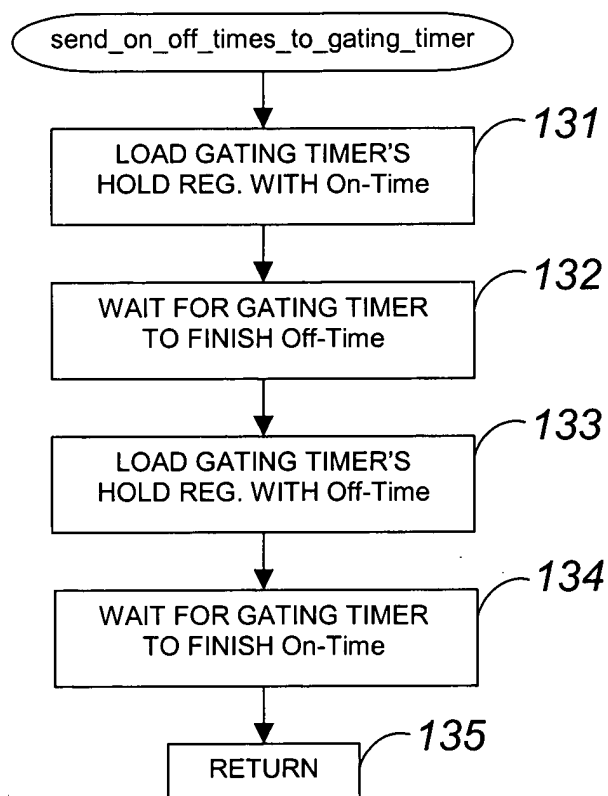 send_on_off_times_to_gating_timer
131
LOAD GATING TIMER'S
HOLD REG. WITH On-Time
132
WAIT FOR GATING TIMER
TO FINISH Off-Time
133
LOAD GATING TIMER'S
HOLD REG. WITH Off-Time
134
WAIT FOR GATING TIMER
TO FINISH On-Time
135
RETURN